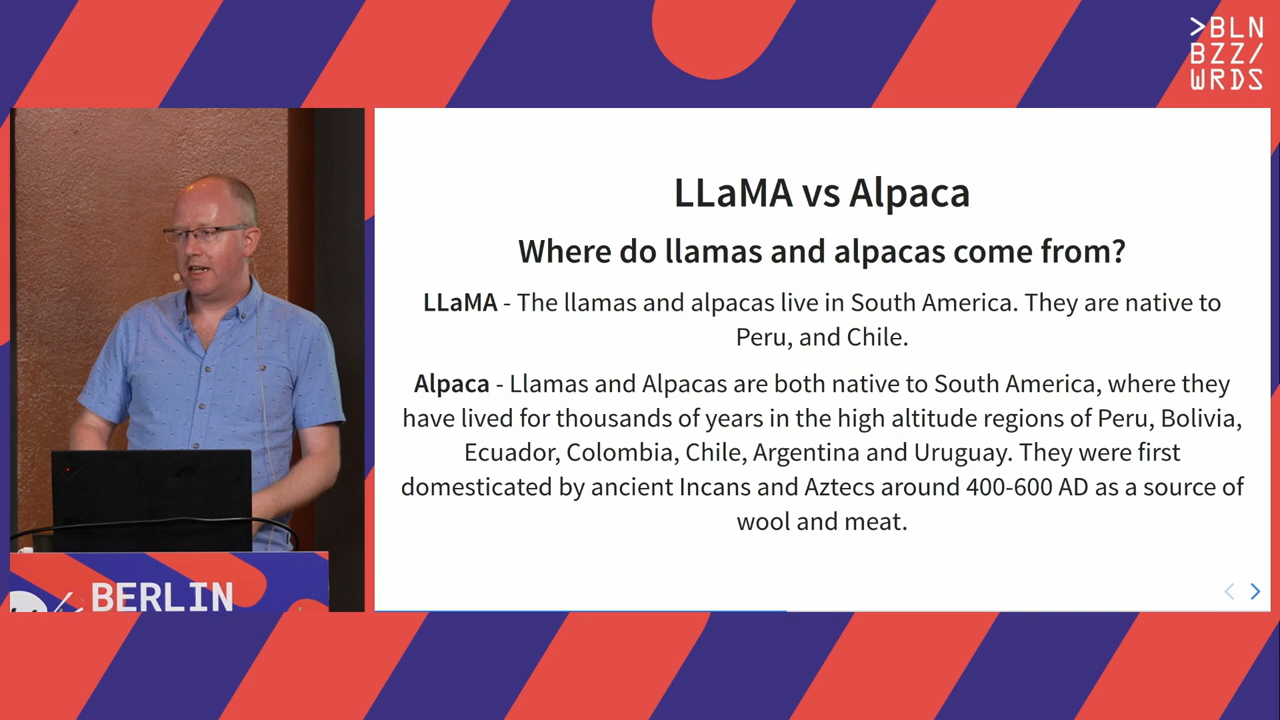 >BLN
BZZ/
WRDS
LLaMA vs Alpaca
Where do llamas and alpacas come from?
LLaMA - The llamas and alpacas live in South America. They are native to
Peru, and Chile.
Alpaca - Llamas and Alpacas are both native to South America, where they
have lived for thousands of years in the high altitude regions of Peru, Bolivia,
Ecuador, Colombia, Chile, Argentina and Uruguay. They were first
domesticated by ancient Incans and Aztecs around 400-600 AD as a source of
wool and meat.
BERLIN